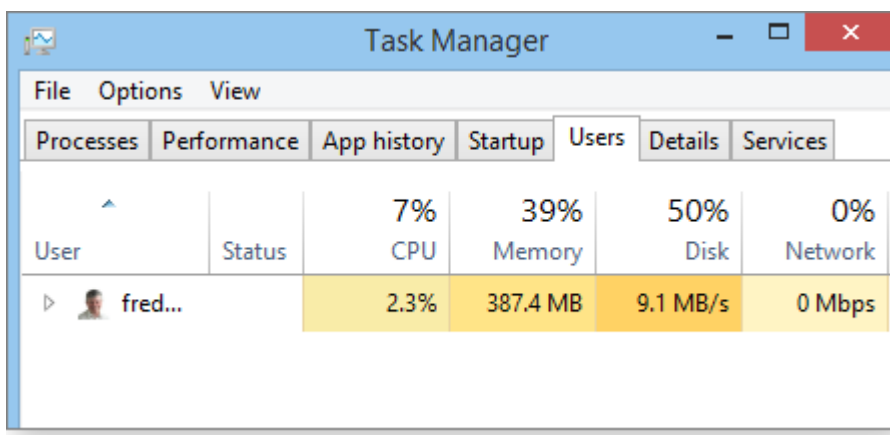 Task Manager
File Options View
Processes Performance App history Startup Users Details Services
7% 39% 50% 0%
User Status CPU Memory Disk Network
fred... 2.3% 387.4 MB 9.1 MB/s 0 Mbps